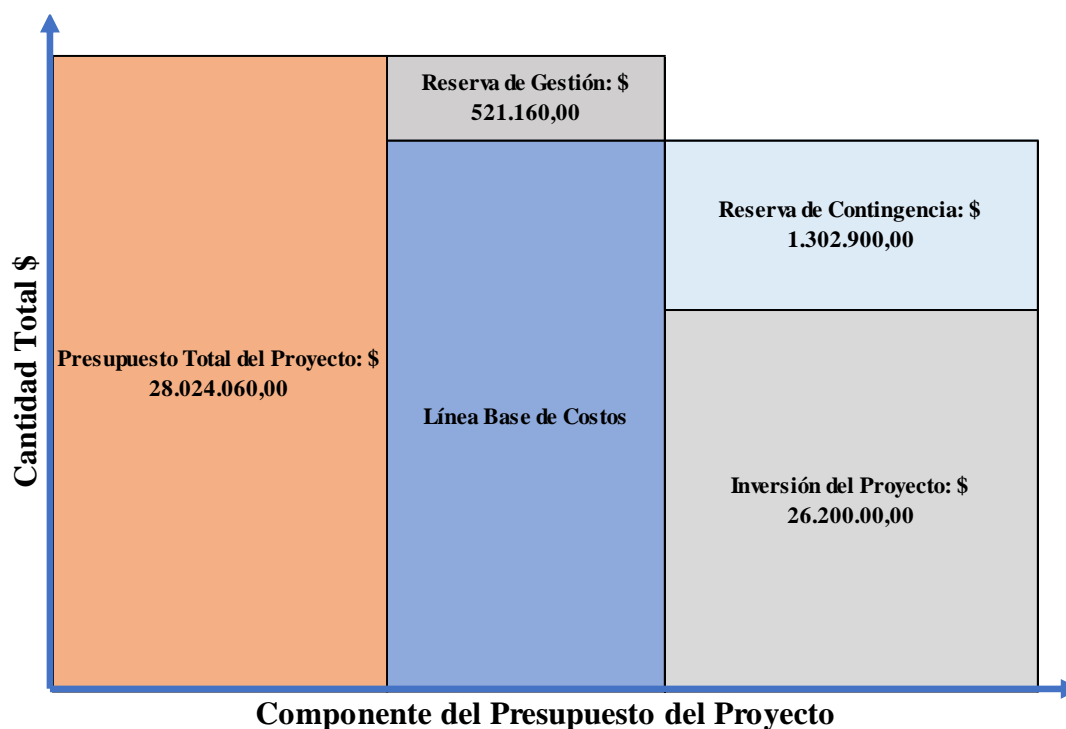 Cantidad Total $
Presupuesto Total del Proyecto: $
28.024.060,00
Reserva de Gestión: $
521.160,00
Línea Base de Costos
Reserva de Contingencia: $
1.302.900,00
Inversión del Proyecto: $
26.200.00,00
Componente del Presupuesto del Proyecto